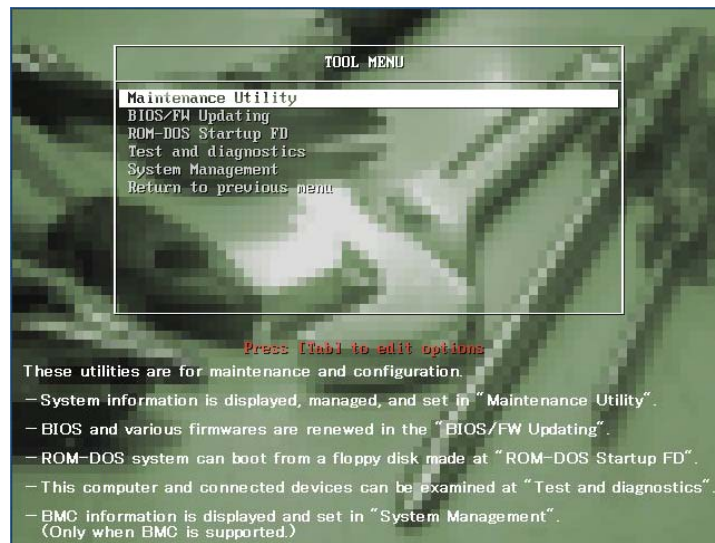 TOOL MENU
Maintenance Utility
BIOS/FW Updating
ROM-DOS Startup FD
Test and diagnostics
System Management
Return to previous menu
Press [Tab] to edit options
These utilities are for maintenance and configuration.
－System information is displayed, managed, and set in ″Maintenance Utility″.
－BIOS and various firmwares are renewed in the ″BIOS/FW Updating″.
－ROM-DOS system can boot from a floppy disk made at ″ROM-DOS Startup FD″.
－This computer and connected devices can be examined at ″Test and diagnostics″.
－BMC information is displayed and set in ″System Management″.
(Only when BMC is supported.)